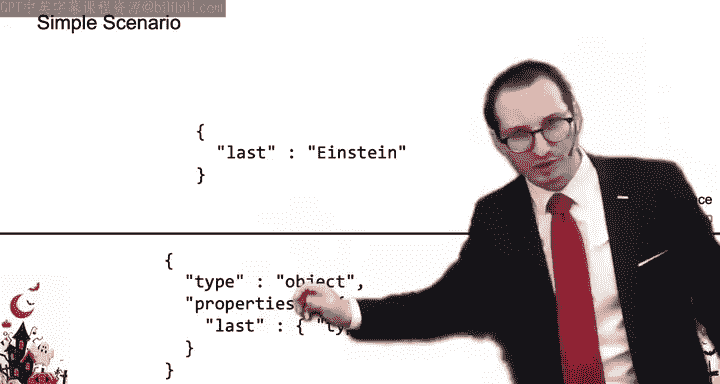 GPT中英字幕课程资源@bilibili.com
Simple Scenario
{
"last" : "Einstein"
}
{
"type" : "object",
"properties
"last" : {
}
}